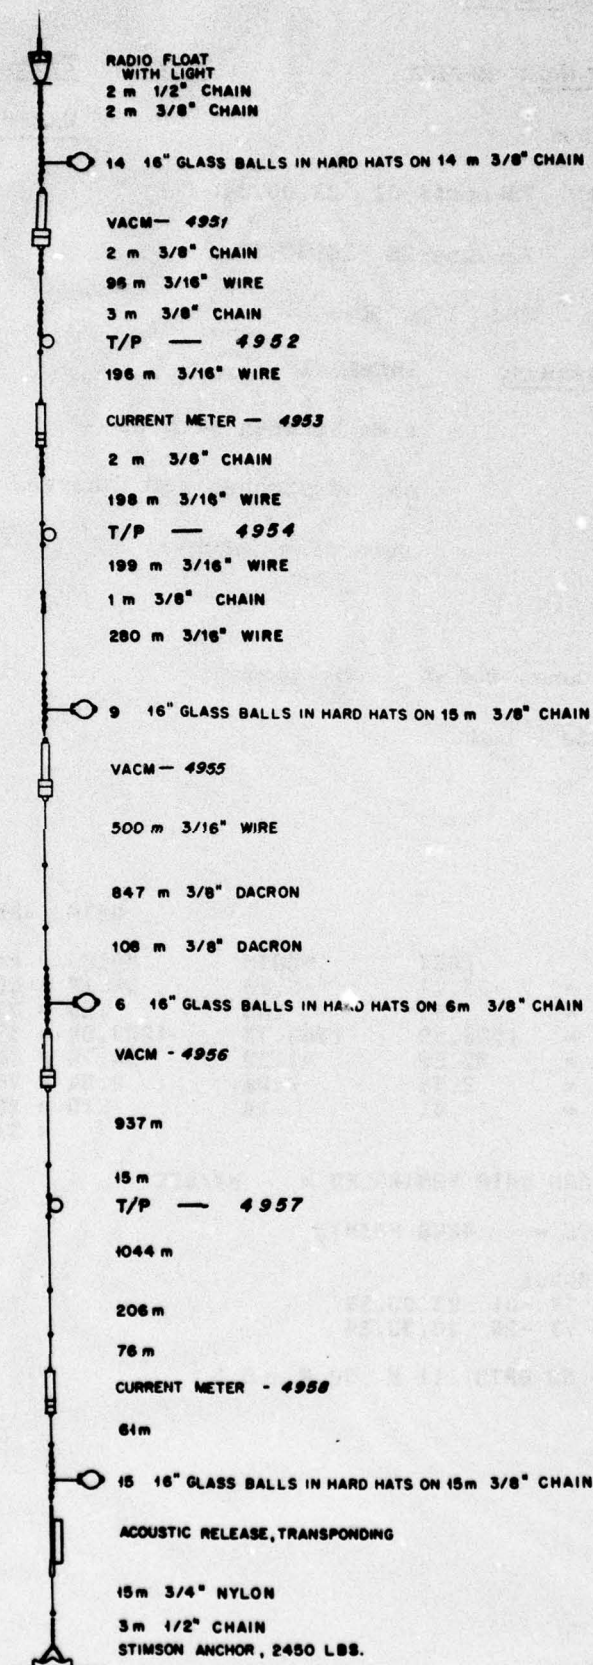 RADIO FLOAT
WITH LIGHT
2 m 1/2" CHAIN
2 m 3/8" CHAIN
14 16" GLASS BALLS IN HARD HATS ON 14 m 3/8" CHAIN
VACM — 4951
2 m 3/8" CHAIN
96 m 3/16" WIRE
3 m 3/8" CHAIN
T/P — 4952
196 m 3/16" WIRE
CURRENT METER — 4953
2 m 3/8" CHAIN
198 m 3/16" WIRE
T/P — 4954
199 m 3/16" WIRE
1 m 3/8" CHAIN
280 m 3/16" WIRE
9 16" GLASS BALLS IN HARD HATS ON 15 m 3/8" CHAIN
VACM — 4955
500 m 3/16" WIRE
847 m 3/8" DACRON
108 m 3/8" DACRON
6 16" GLASS BALLS IN HARD HATS ON 6m 3/8" CHAIN
VACM - 4956
937m
15 m
T/P — 4957
1044 m
206m
76 m
CURRENT METER - 4958
61m
15 16" GLASS BALLS IN HARD HATS ON 15m 3/8" CHAIN
ACOUSTIC RELEASE, TRANSPONDING
15m 3/4" NYLON
3m 1/2" CHAIN
STIMSON ANCHOR, 2450 LBS.